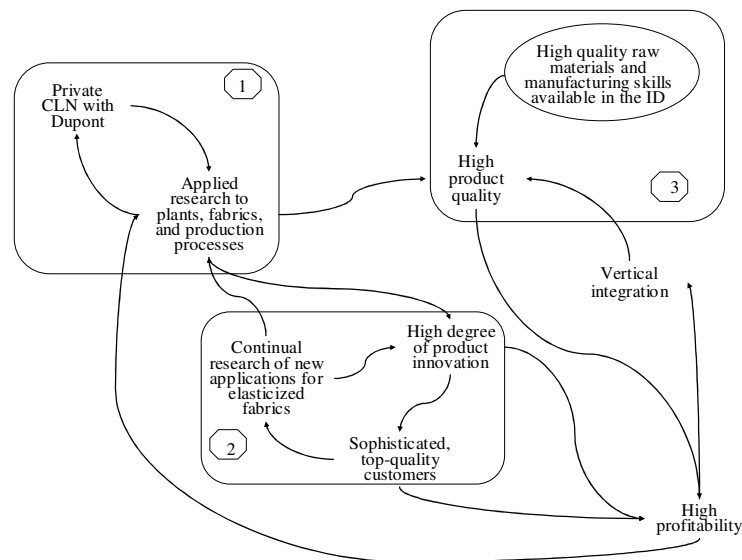 Private
CLN with
Dupont
1
Applied
research to
plants, fabrics,
and production
processes
High quality raw
materials and
manufacturing skills
available in the ID
High
product
quality
3
Vertical
integration
Continual
research of new
applications for
elasticized
fabrics
High degree
of product
innovation
2
Sophisticated,
top-quality
customers
High
profitability